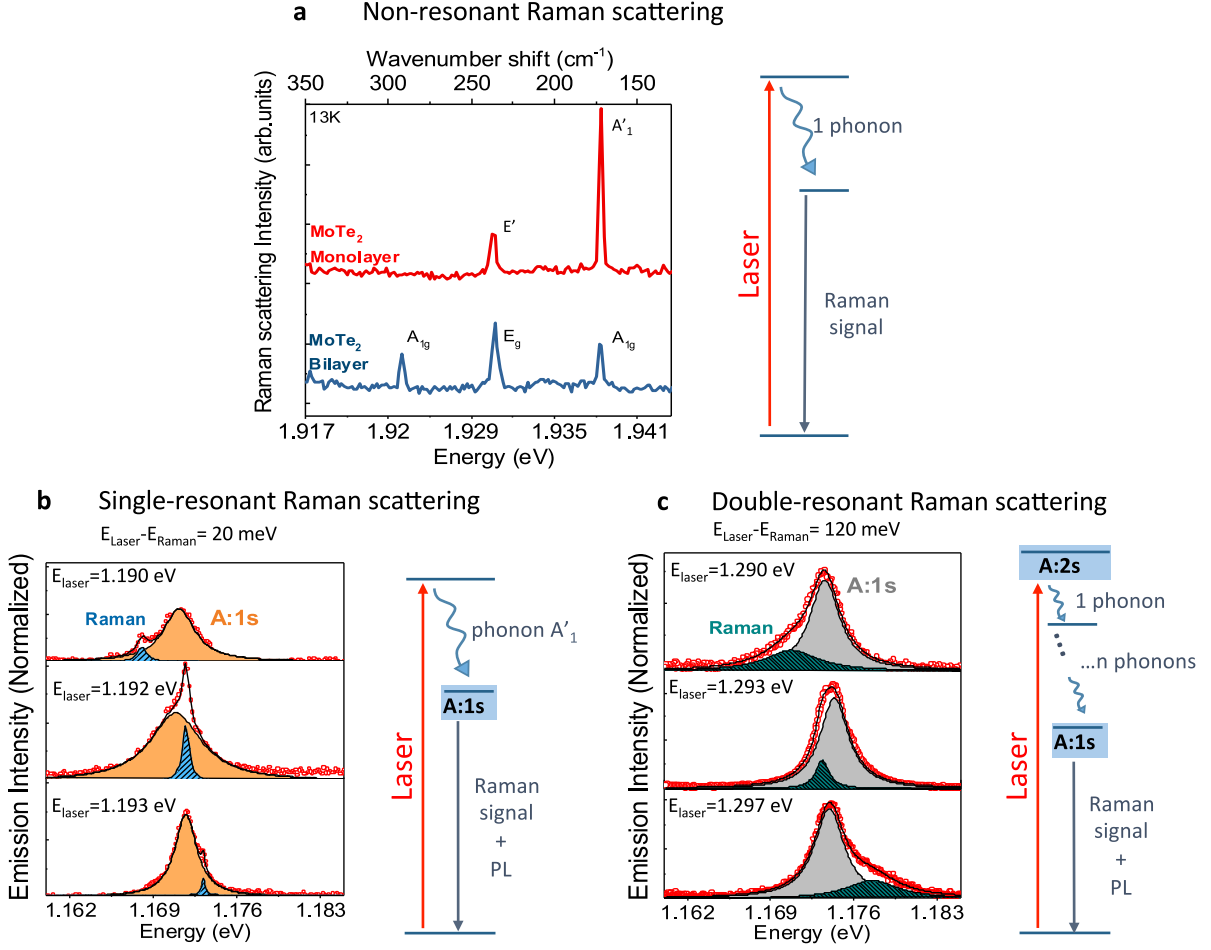 a Non-resonant Raman scattering
Wavenumber shift (cm⁻¹)
350 300 250 200 150
Raman scattering Intensity (arb.units)
13K
A'₁
E'
MoTe₂
Monolayer
MoTe₂
Bilayer
A₁g
E_g
A₁g
1.917 1.92 1.929 1.935 1.941
Energy (eV)
Laser
1 phonon
Raman
signal
b Single-resonant Raman scattering
E_Laser-E_Raman= 20 meV
Emission Intensity (Normalized)
E_laser=1.190 eV
Raman
A:1s
E_laser=1.192 eV
E_laser=1.193 eV
1.162 1.169 1.176 1.183
Energy (eV)
Laser
phonon A'₁
A:1s
Raman
signal
+
PL
c Double-resonant Raman scattering
E_Laser-E_Raman= 120 meV
Emission Intensity (Normalized)
E_laser=1.290 eV
A:1s
Raman
E_laser=1.293 eV
E_laser=1.297 eV
1.162 1.169 1.176 1.183
Energy (eV)
Laser
A:2s
1 phonon
...n phonons
A:1s
Raman
signal
+
PL